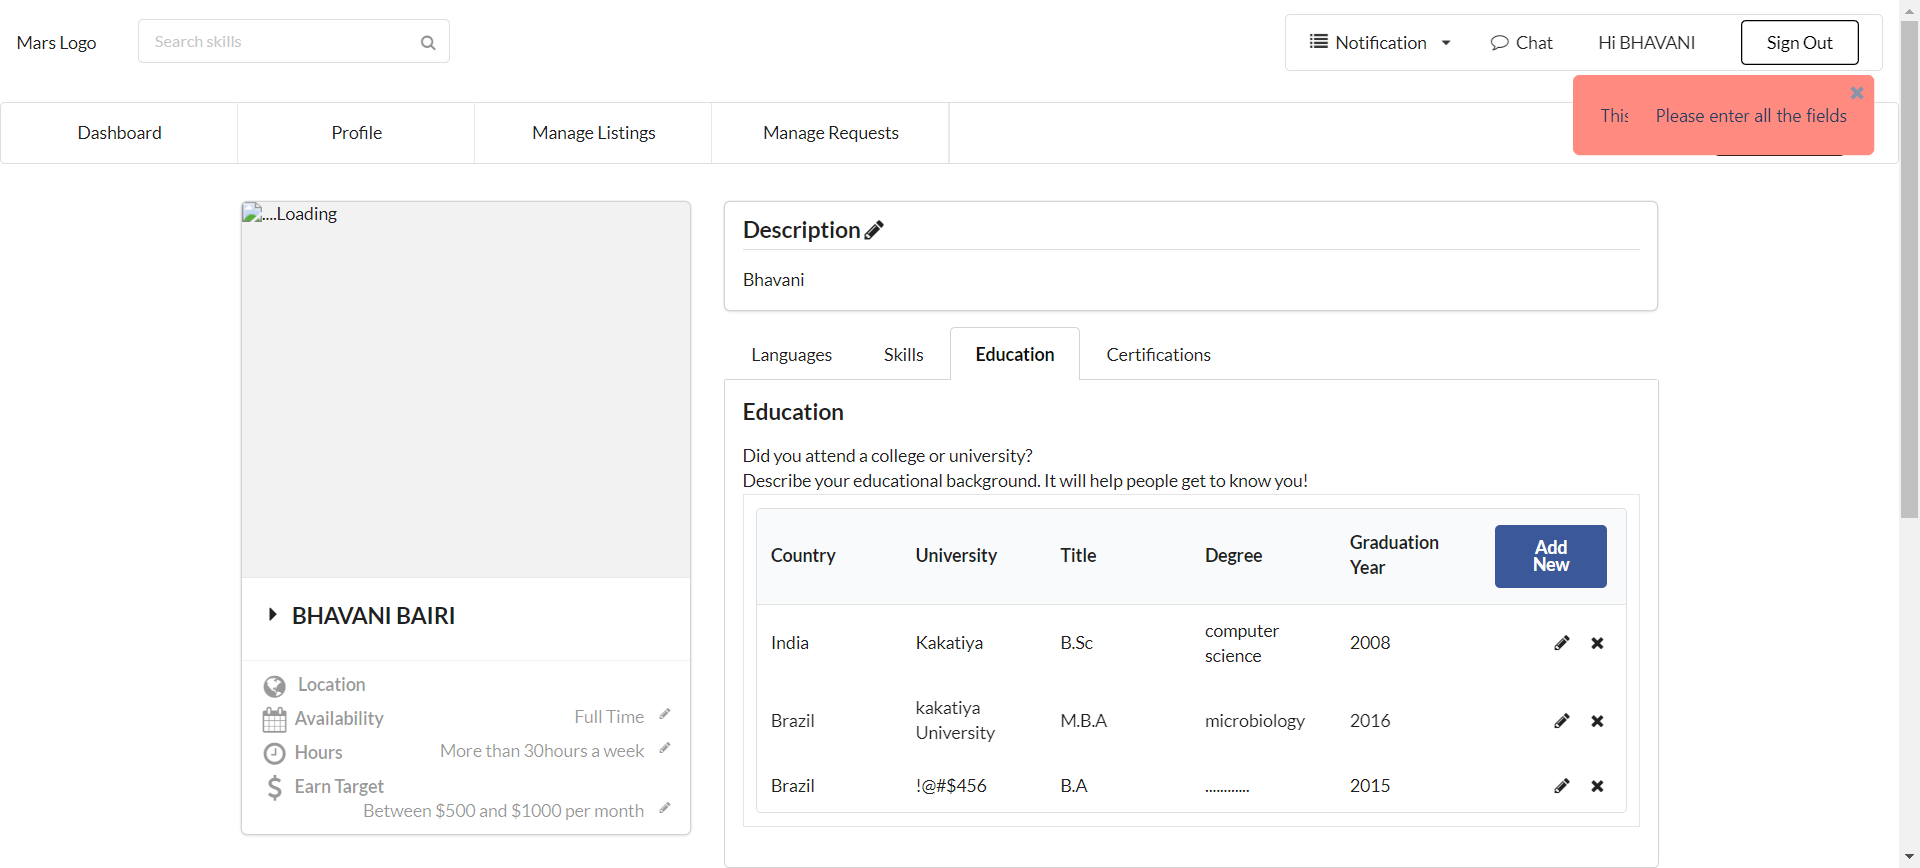 Mars Logo
Search skills
Notification
Chat
Hi BHAVANI
Sign Out
Dashboard
Profile
Manage Listings
Manage Requests
This
Please enter all the fields
....Loading
BHAVANI BAIRI
Location
Availability
Full Time
Hours
More than 30hours a week
Earn Target
Between $500 and $1000 per month
Description
Bhavani
Languages
Skills
Education
Certifications
Education
Did you attend a college or university?
Describe your educational background. It will help people get to know you!
Country
University
Title
Degree
Graduation
Year
Add
New
India
Kakatiya
B.Sc
computer
science
2008
Brazil
kakatiya
University
M.B.A
microbiology
2016
Brazil
!@#$456
B.A
............
2015